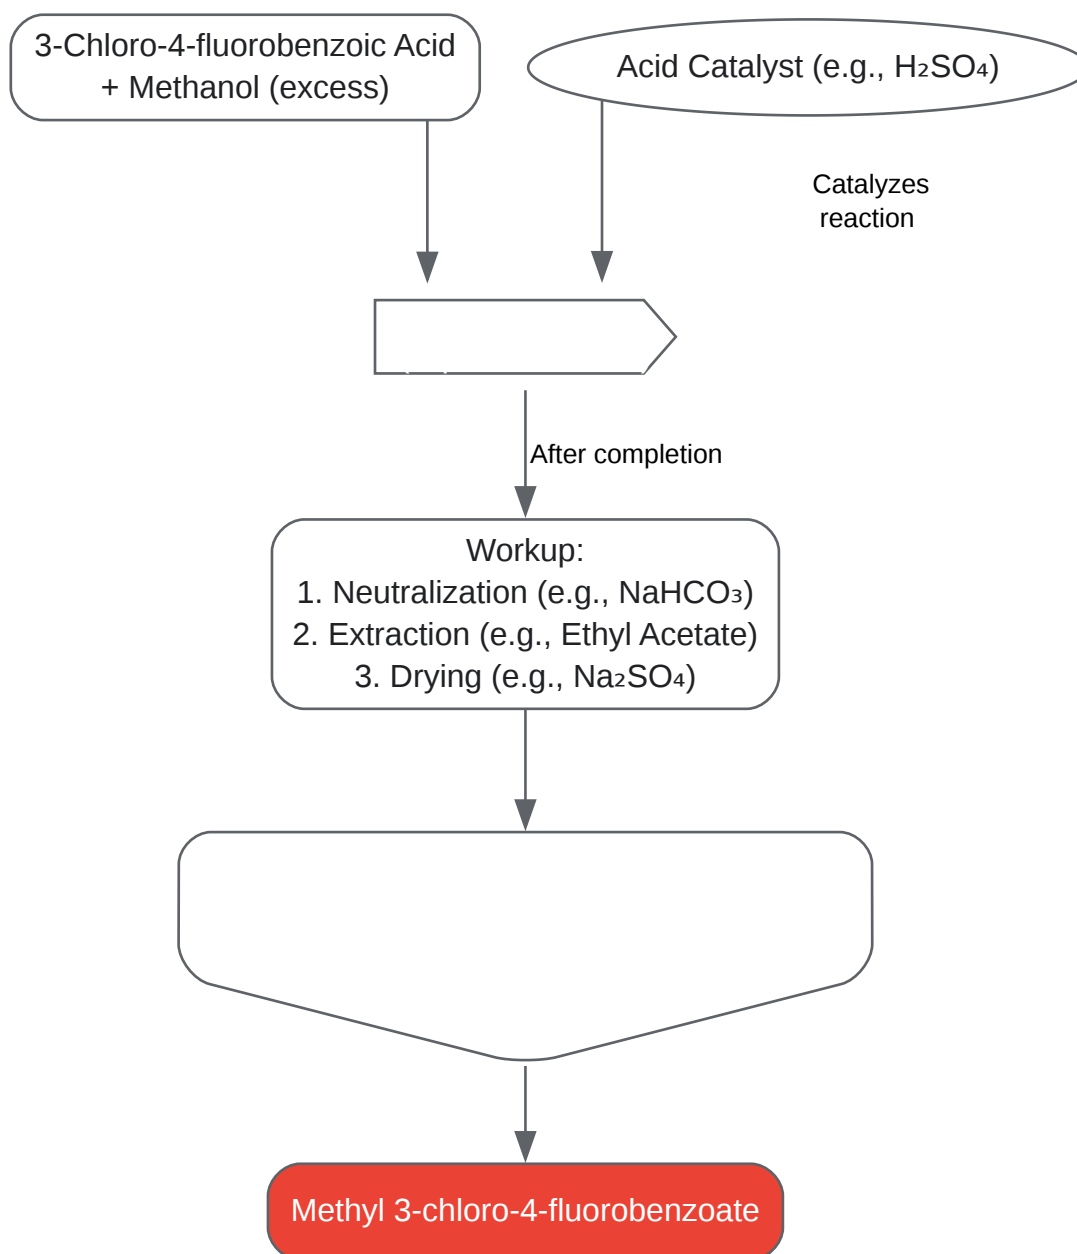 3-Chloro-4-fluorobenzoic Acid
+ Methanol (excess)
Acid Catalyst (e.g., H₂SO₄)
Catalyzes
reaction
After completion
Workup:
1. Neutralization (e.g., NaHCO₃)
2. Extraction (e.g., Ethyl Acetate)
3. Drying (e.g., Na₂SO₄)
Methyl 3-chloro-4-fluorobenzoate